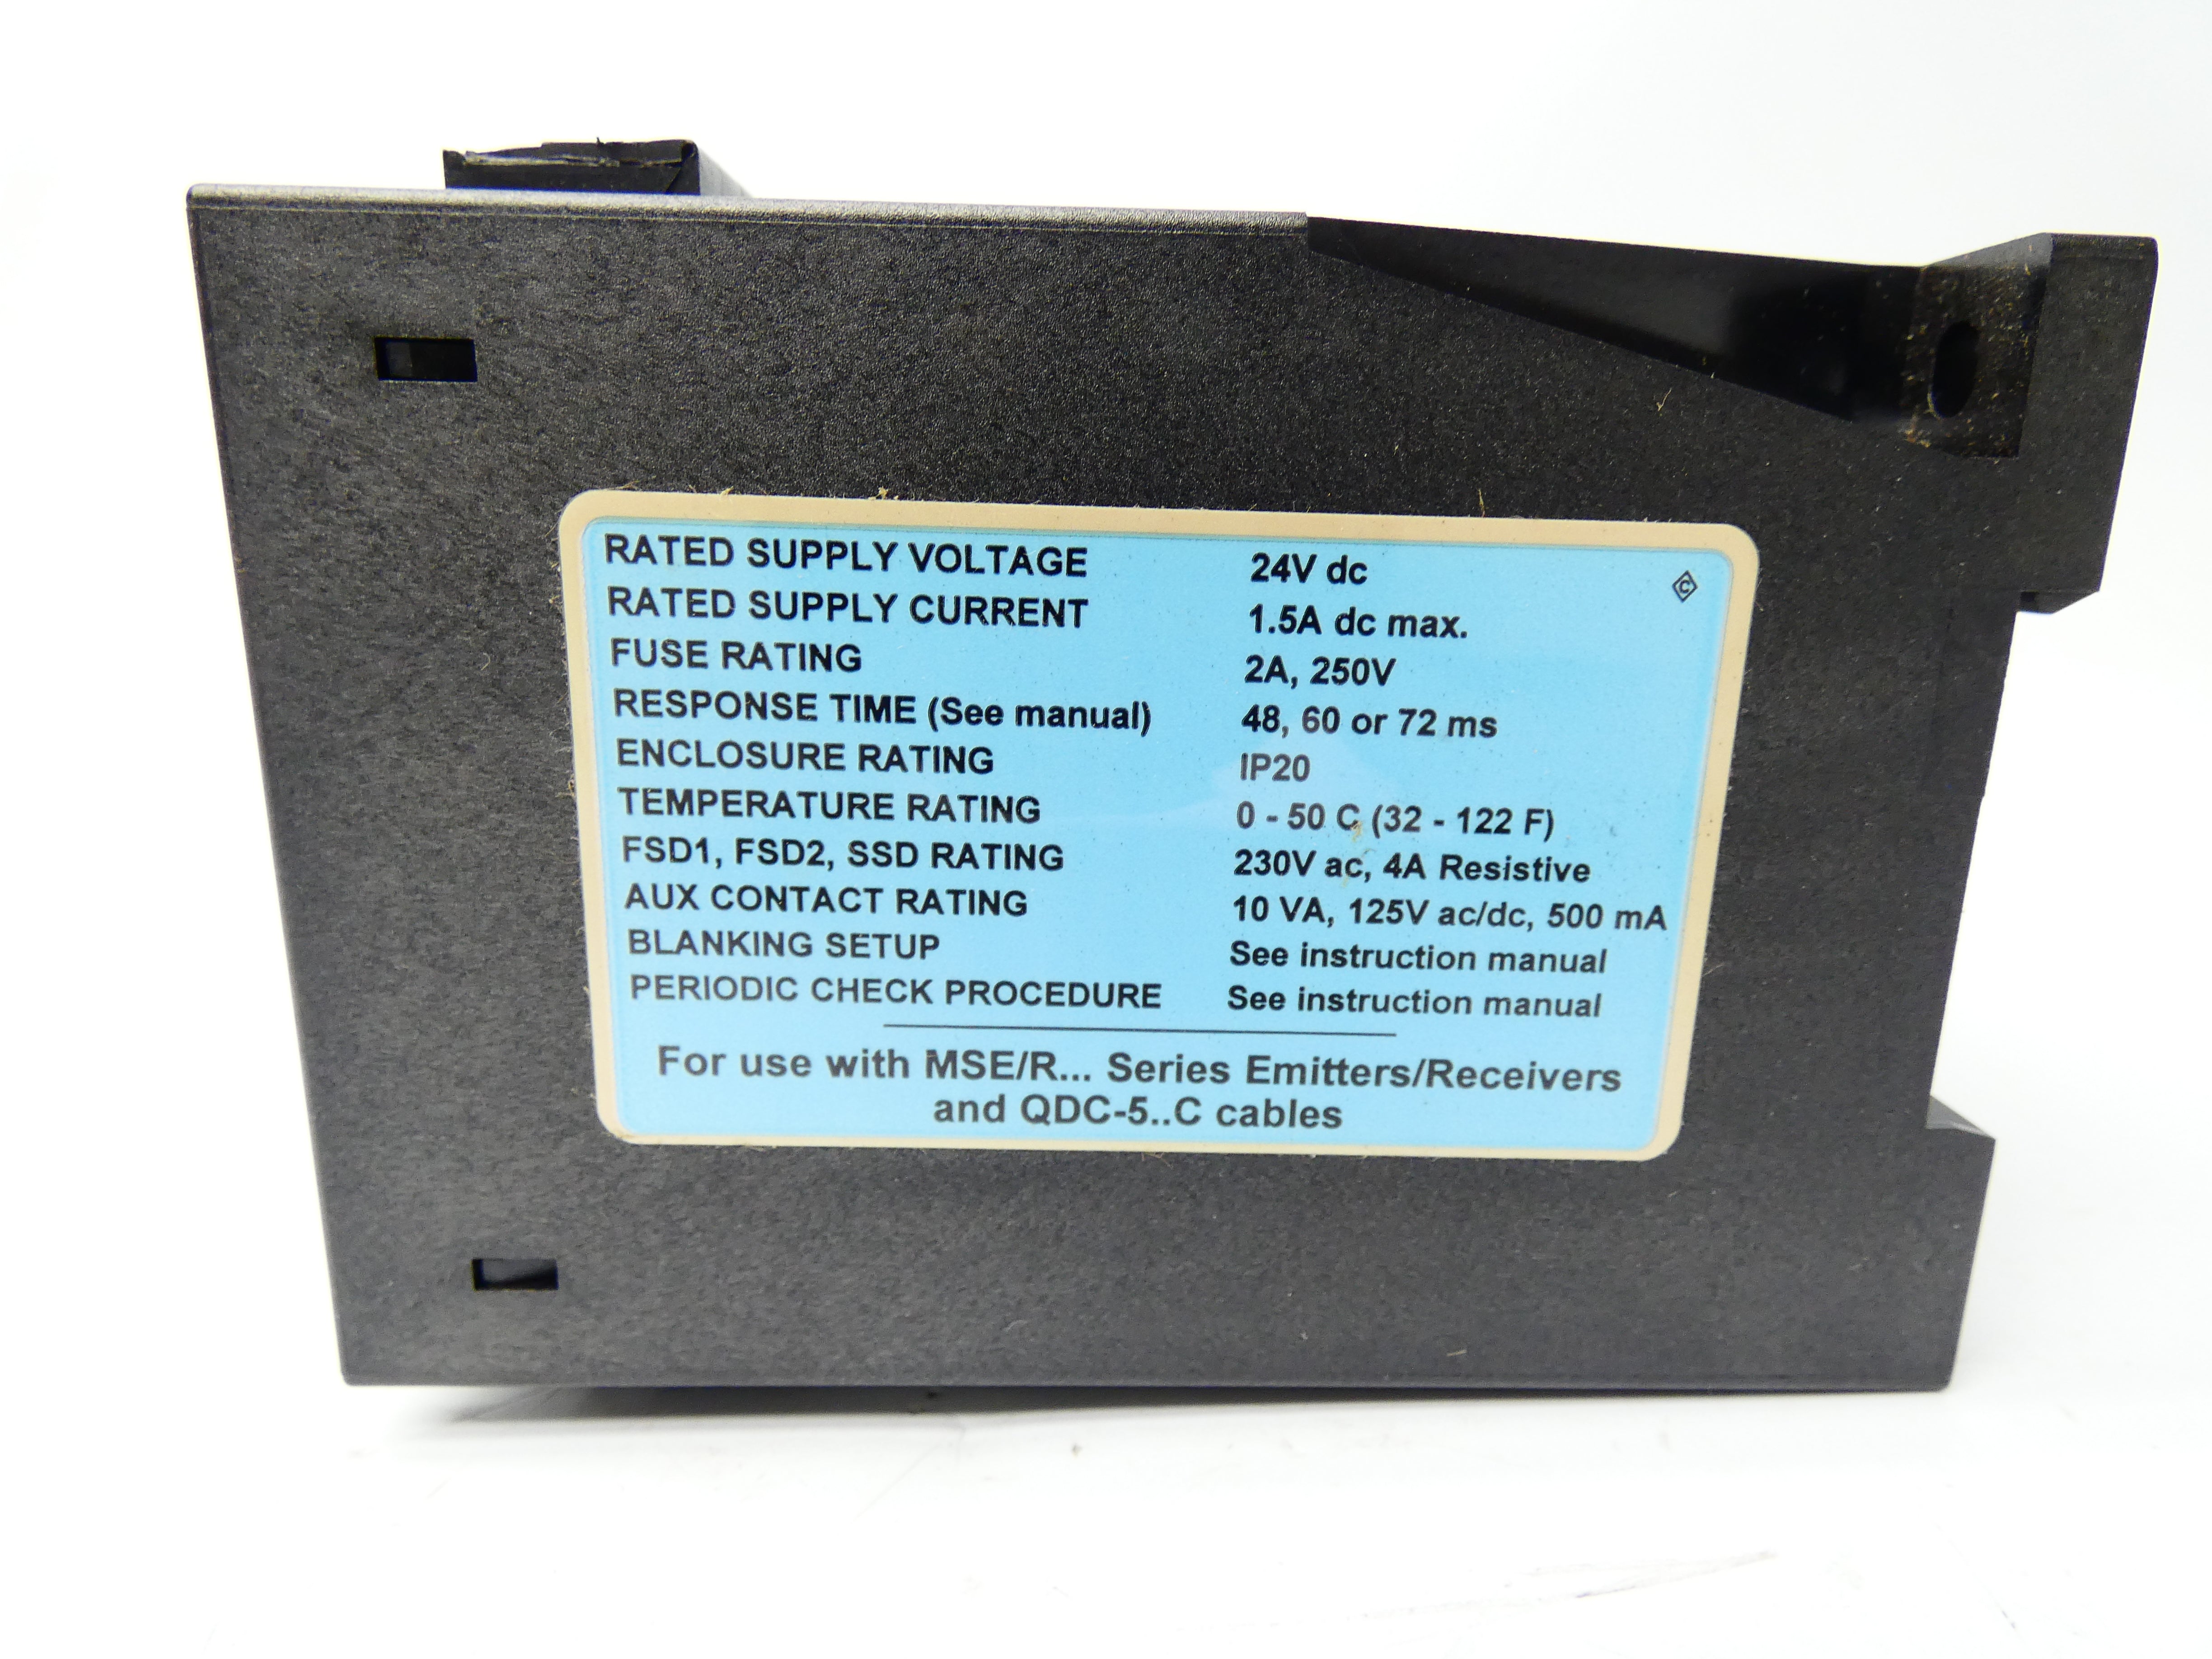 RATED SUPPLY VOLTAGE 24V dc
C
RATED SUPPLY CURRENT 1.5A dc max.
FUSE RATING 2A, 250V
RESPONSE TIME (See manual) 48, 60 or 72 ms
ENCLOSURE RATING IP20
TEMPERATURE RATING 0 - 50 C (32 - 122 F)
FSD1, FSD2, SSD RATING 230V ac, 4A Resistive
AUX CONTACT RATING 10 VA, 125V ac/dc, 500 mA
BLANKING SETUP See instruction manual
PERIODIC CHECK PROCEDURE See instruction manual
For use with MSE/R... Series Emitters/Receivers
and QDC-5..C cables